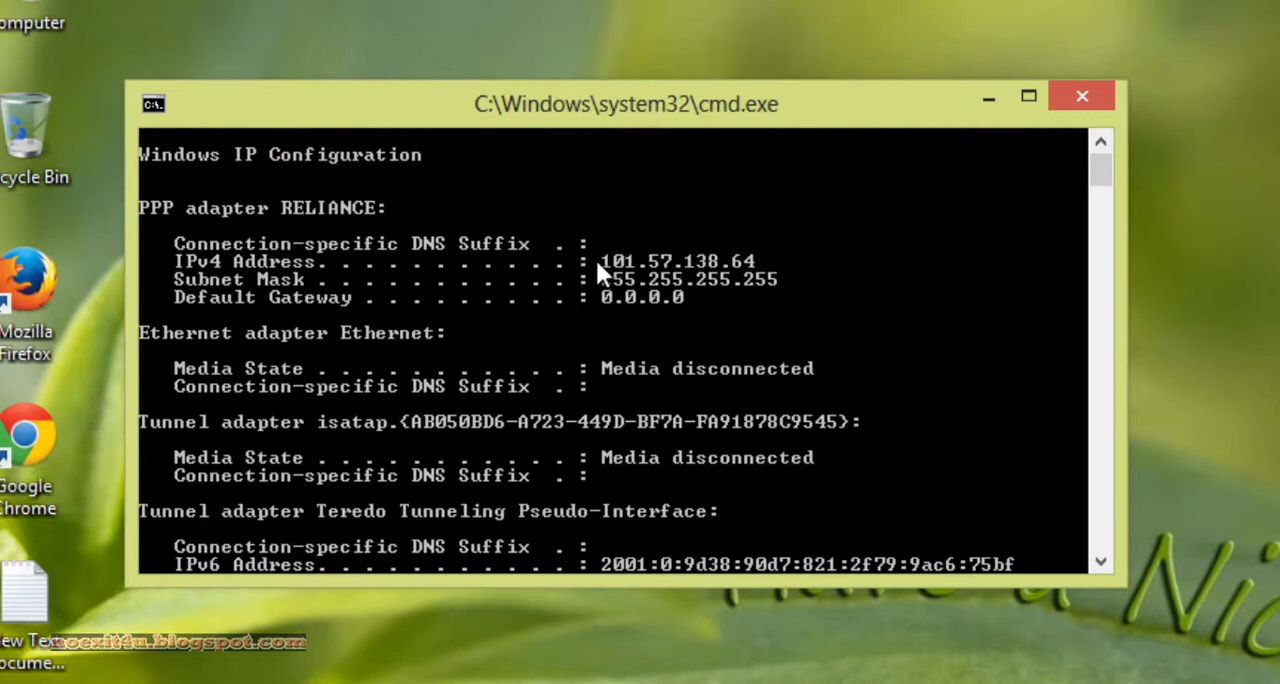 omputer
C:\Windows\system32\cmd.exe
C:\.
cycle Bin
Mozilla
Firefox
Google
Chrome
ew Tex
ocume...
Windows IP Configuration
PPP adapter RELIANCE:
Connection-specific DNS Suffix . :
IPv4 Address. . . . . . . . . . . : 101.57.138.64
Subnet Mask . . . . . . . . . . . : 255.255.255.255
Default Gateway . . . . . . . . . : 0.0.0.0
Ethernet adapter Ethernet:
Media State . . . . . . . . . . . : Media disconnected
Connection-specific DNS Suffix . :
Tunnel adapter isatap.{AB050BD6-A723-449D-BF7A-FA91878C9545}:
Media State . . . . . . . . . . . : Media disconnected
Connection-specific DNS Suffix . :
Tunnel adapter Teredo Tunneling Pseudo-Interface:
Connection-specific DNS Suffix . :
IPv6 Address. . . . . . . . . . . : 2001:0:9d38:90d7:821:2f79:9ac6:75bf
noexit4u.blogspot.com